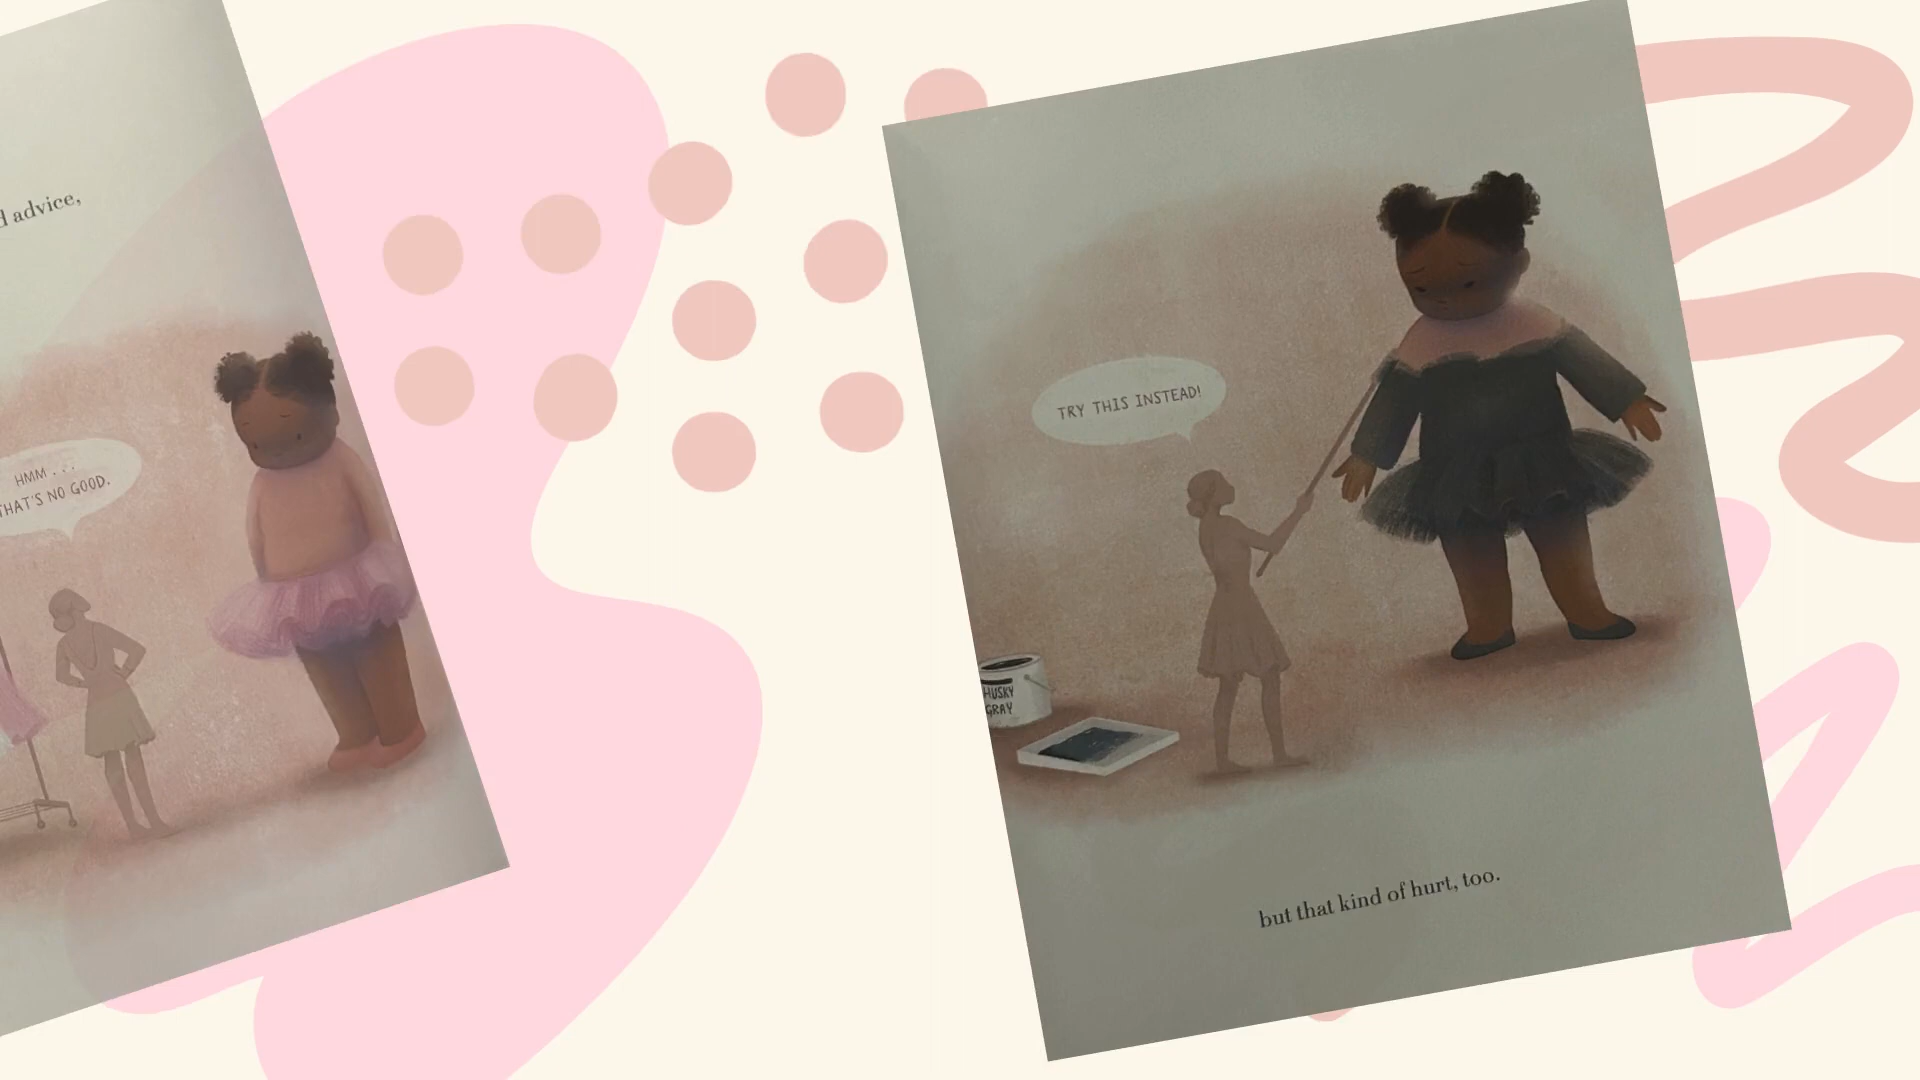 advice,
HMM . . .
THAT'S NO GOOD.
TRY THIS INSTEAD!
HUSKY
GRAY
but that kind of hurt, too.